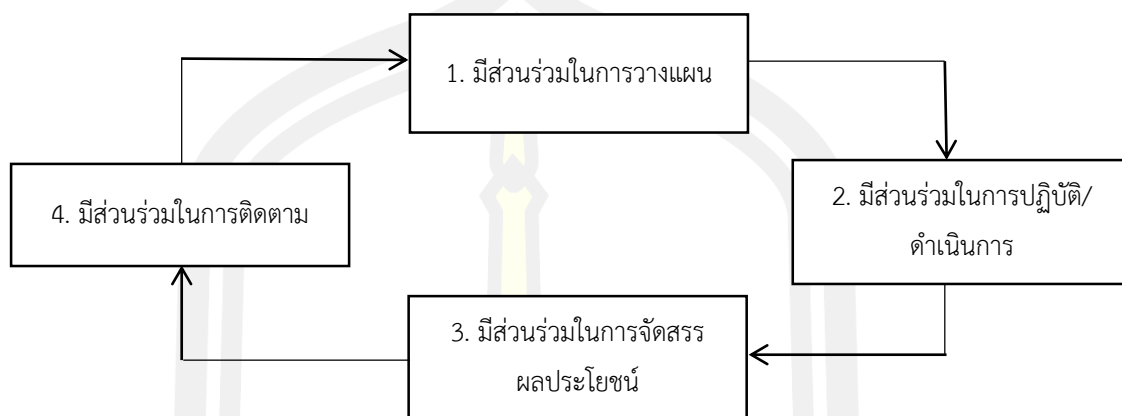 1. มีส่วนร่วมในการวางแผน
2. มีส่วนร่วมในการปฏิบัติ/
ดำเนินการ
3. มีส่วนร่วมในการจัดสรร
ผลประโยชน์
4. มีส่วนร่วมในการติดตาม